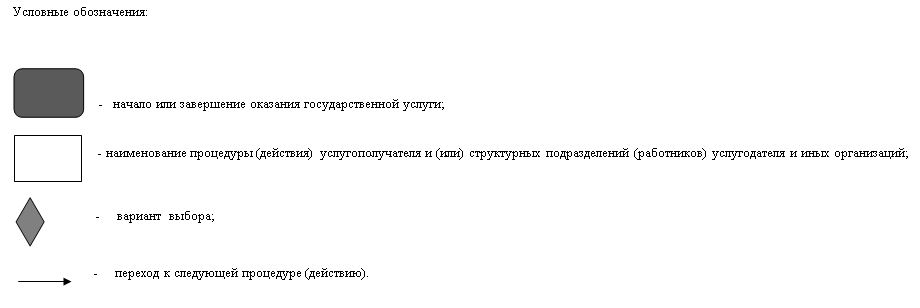 Условные обозначения:
- начало или завершение оказания государственной услуги;
- наименование процедуры (действия) услугополучателя и (или) структурных подразделений (работников) услугодателя и иных организаций;
- вариант выбора;
- переход к следующей процедуре (действию).